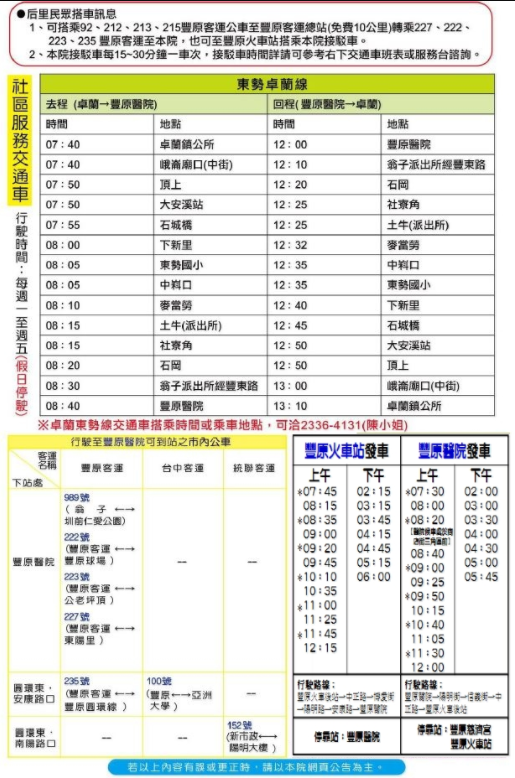 ●后里民眾搭車訊息
1、可搭乘92、212、213、215豐原客運公車至豐原客運總站(免費10公里)轉乘227、222、
223、235 豐原客運至本院，也可至豐原火車站搭乘本院接駁車。
2、本院接駁車每15~30分鐘一車次，接駁車時間詳請可參考右下交通車班表或服務台諮詢。
社區服務交通車
行駛時間：每週一至週五(假日停駛)
東勢卓蘭線
去程 (卓蘭→豐原醫院) 回程(豐原醫院→卓蘭)
時間 地點 時間 地點
07：40 卓蘭鎮公所 12：00 豐原醫院
07：40 峨崙廟口(中街) 12：10 翁子派出所經豐東路
07：50 頂上 12：20 石岡
07：50 大安溪站 12：25 社寮角
07：55 石城橋 12：25 土牛(派出所)
08：00 下新里 12：32 麥當勞
08：05 東勢國小 12：35 中嵙口
08：05 中嵙口 12：35 東勢國小
08：10 麥當勞 12：40 下新里
08：15 土牛(派出所) 12：45 石城橋
08：15 社寮角 12：50 大安溪站
08：20 石岡 12：50 頂上
08：30 翁子派出所經豐東路 13：00 峨崙廟口(中街)
08：40 豐原醫院 13：10 卓蘭鎮公所
※卓蘭東勢線交通車搭乘時間或乘車地點，可洽2336-4131(陳小姐)
行駛至豐原醫院可到站之市內公車
客運名稱
下站處
豐原客運 台中客運 統聯客運
豐原醫院
989號
(翁子←→
圳前仁愛公園)
222號
(豐原客運←→
豐原球場)
223號
(豐原客運←→
公老坪頂)
227號
(豐原客運←→
東陽里)
-- --
圓環東．
安康路口
235號
(豐原客運←→
豐原圓環線)
100號
(豐原←→亞洲
大學)
--
圓環東．
南陽路口
-- --
152號
(新市政←→
陽明大樓)
豐原火車站發車 豐原醫院發車
上午 下午 上午 下午
*07：45
08：15
*08：35
09：00
*09：20
09：45
*10：10
10：35
*11：00
11：25
*11：45
12：15
02：15
03：15
03：45
04：15
04：45
05：15
06：00
*07：30
08：00
*08：20
08：40
*09：00
09：25
*09：50
10：15
*10：40
11：05
*11：30
12：00
02：00
03：00
03：30
04：00
04：30
05：00
05：45
行駛路線：
豐原火車後站→中正路→博愛街
→陽明路→安康路→豐原醫院
行駛路線：
豐原醫院→陽明街→信義街→中
正路→豐原火車後站
停靠站：豐原醫院
停靠站：豐原慈濟宮
豐原火車站
若以上內容有誤或更正時，請以本院網頁公告為主。